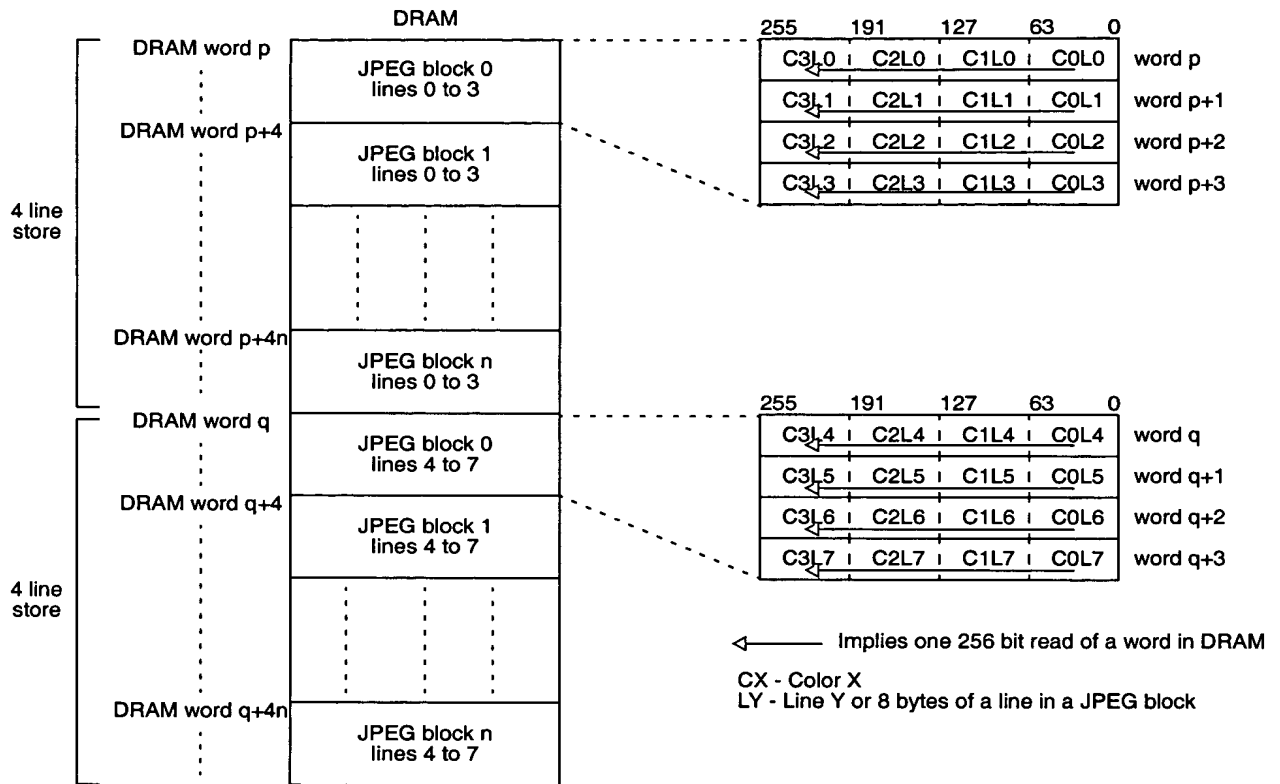 DRAM
DRAM word p
JPEG block 0
lines 0 to 3
DRAM word p+4
JPEG block 1
lines 0 to 3
4 line
store
DRAM word p+4n
JPEG block n
lines 0 to 3
DRAM word q
JPEG block 0
lines 4 to 7
DRAM word q+4
JPEG block 1
lines 4 to 7
4 line
store
DRAM word q+4n
JPEG block n
lines 4 to 7
255 191 127 63 0
C3L0 C2L0 C1L0 C0L0 word p
C3L1 C2L1 C1L1 C0L1 word p+1
C3L2 C2L2 C1L2 C0L2 word p+2
C3L3 C2L3 C1L3 C0L3 word p+3
255 191 127 63 0
C3L4 C2L4 C1L4 C0L4 word q
C3L5 C2L5 C1L5 C0L5 word q+1
C3L6 C2L6 C1L6 C0L6 word q+2
C3L7 C2L7 C1L7 C0L7 word q+3
Implies one 256 bit read of a word in DRAM
CX - Color X
LY - Line Y or 8 bytes of a line in a JPEG block